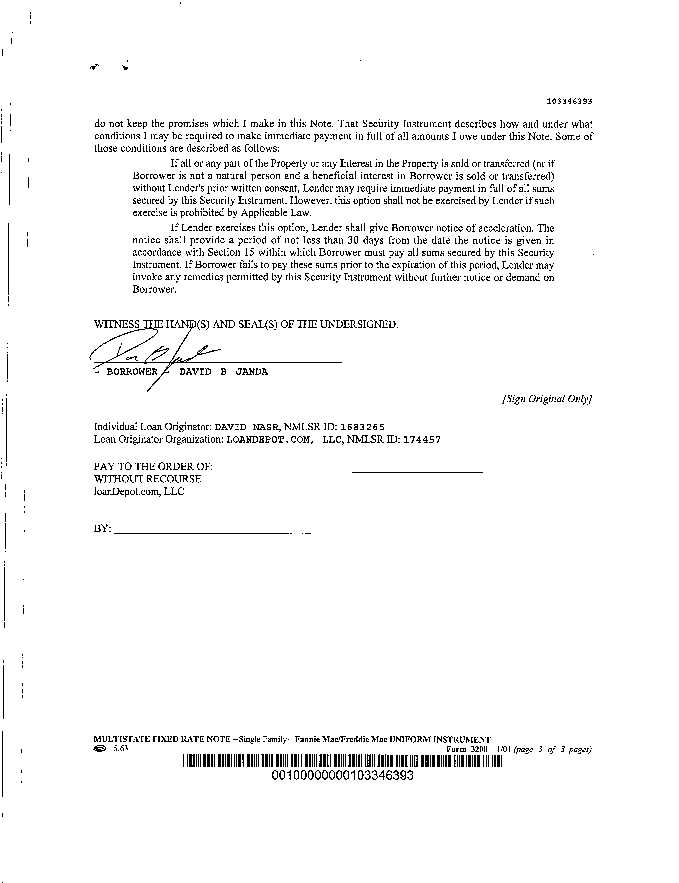 103346393
do not keep the promises which I make in this Note. That Security Instrument describes how and under what
conditions I may be required to make immediate payment in full of all amounts I owe under this Note. Some of
those conditions are described as follows:
If all or any part of the Property or any Interest in the Property is sold or transferred (or if
Borrower is not a natural person and a beneficial interest in Borrower is sold or transferred)
without Lender's prior written consent, Lender may require immediate payment in full of all sums
secured by this Security Instrument. However, this option shall not be exercised by Lender if such
exercise is prohibited by Applicable Law.
If Lender exercises this option, Lender shall give Borrower notice of acceleration. The
notice shall provide a period of not less than 30 days from the date the notice is given in
accordance with Section 15 within which Borrower must pay all sums secured by this Security
Instrument. If Borrower fails to pay these sums prior to the expiration of this period, Lender may
invoke any remedies permitted by this Security Instrument without further notice or demand on
Borrower.
WITNESS THE HAND(S) AND SEAL(S) OF THE UNDERSIGNED.
- BORROWER - DAVID B JANDA
[Sign Original Only]
Individual Loan Originator: DAVID NASR, NMLSR ID: 1683265
Loan Originator Organization: LOANDEPOT.COM, LLC, NMLSR ID: 174457
PAY TO THE ORDER OF:
WITHOUT RECOURSE
loanDepot.com, LLC
BY:
MULTISTATE FIXED RATE NOTE -Single Family- Fannie Mae/Freddie Mac UNIFORM INSTRUMENT
5.63 Form 3200 1/01 (page 3 of 3 pages)
00100000000103346393